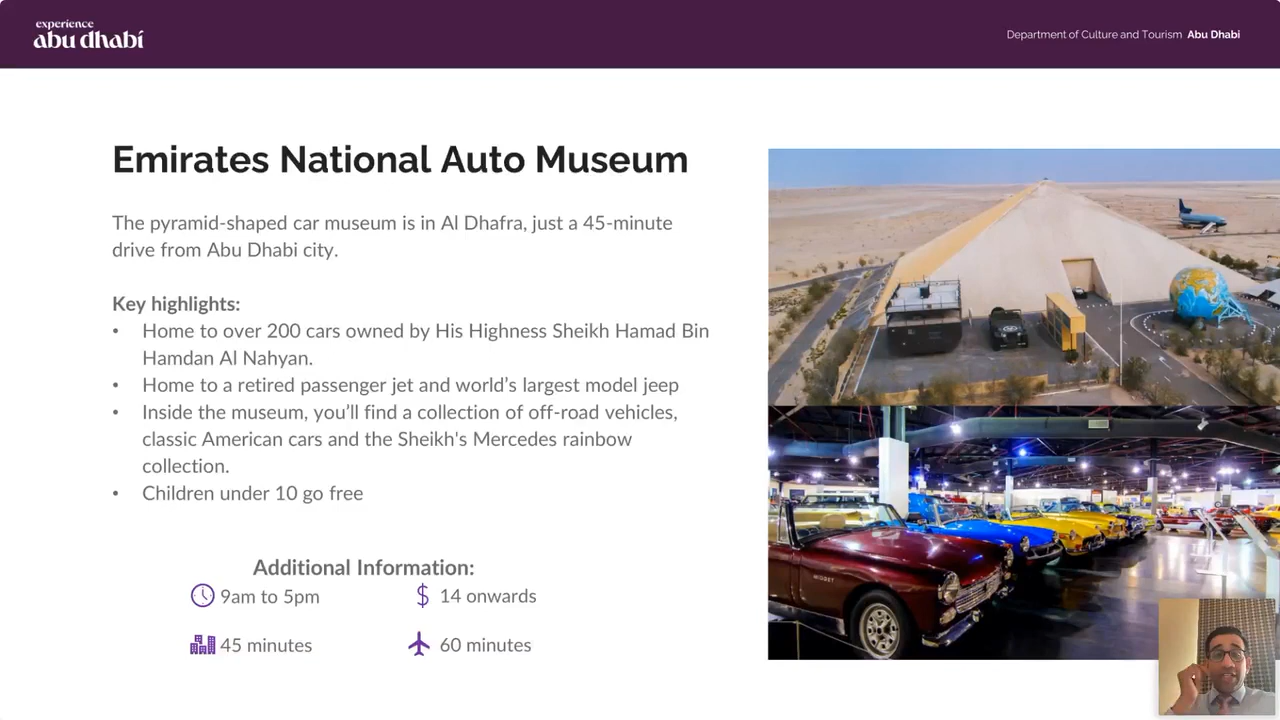 experience
abu dhabi
Department of Culture and Tourism Abu Dhabi
Emirates National Auto Museum
The pyramid-shaped car museum is in Al Dhafra, just a 45-minute
drive from Abu Dhabi city.
Key highlights:
• Home to over 200 cars owned by His Highness Sheikh Hamad Bin
Hamdan Al Nahyan.
• Home to a retired passenger jet and world’s largest model jeep
• Inside the museum, you’ll find a collection of off-road vehicles,
classic American cars and the Sheikh's Mercedes rainbow
collection.
• Children under 10 go free
Additional Information:
9am to 5pm
$ 14 onwards
45 minutes
60 minutes
MIDGET